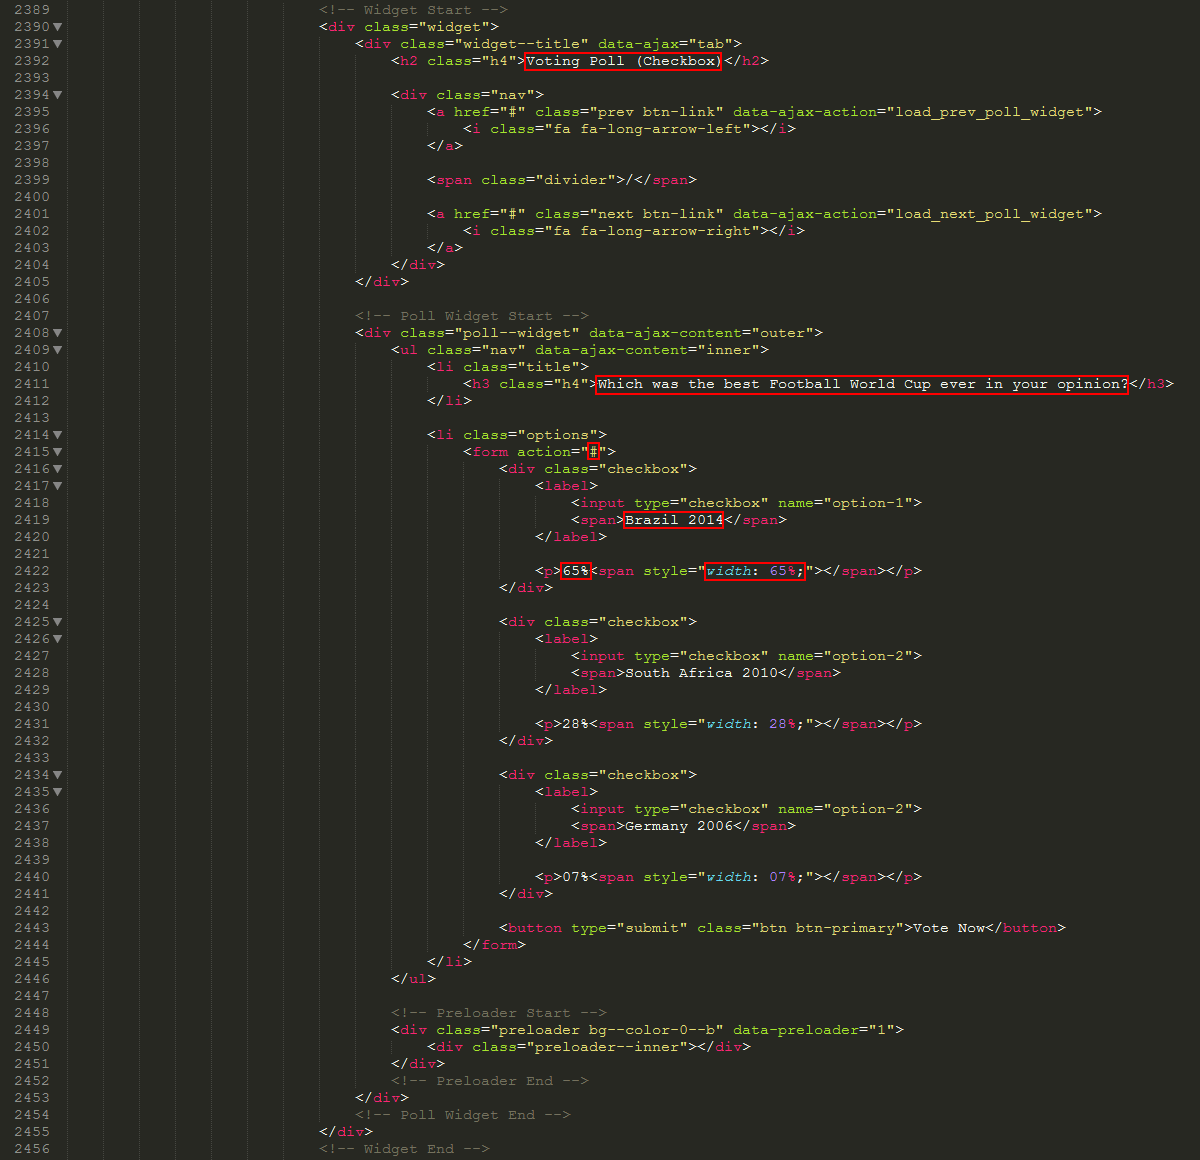 2389 <!-- Widget Start -->
2390 <div class="widget">
2391 <div class="widget--title" data-ajax="tab">
2392 <h2 class="h4">Voting Poll (Checkbox)</h2>
2393
2394 <div class="nav">
2395 <a href="#" class="prev btn-link" data-ajax-action="load_prev_poll_widget">
2396 <i class="fa fa-long-arrow-left"></i>
2397 </a>
2398
2399 <span class="divider">/</span>
2400
2401 <a href="#" class="next btn-link" data-ajax-action="load_next_poll_widget">
2402 <i class="fa fa-long-arrow-right"></i>
2403 </a>
2404 </div>
2405 </div>
2406
2407 <!-- Poll Widget Start -->
2408 <div class="poll--widget" data-ajax-content="outer">
2409 <ul class="nav" data-ajax-content="inner">
2410 <li class="title">
2411 <h3 class="h4">Which was the best Football World Cup ever in your opinion?</h3>
2412 </li>
2413
2414 <li class="options">
2415 <form action="#">
2416 <div class="checkbox">
2417 <label>
2418 <input type="checkbox" name="option-1">
2419 <span>Brazil 2014</span>
2420 </label>
2421
2422 <p>65%<span style="width: 65%;"></span></p>
2423 </div>
2424
2425 <div class="checkbox">
2426 <label>
2427 <input type="checkbox" name="option-2">
2428 <span>South Africa 2010</span>
2429 </label>
2430
2431 <p>28%<span style="width: 28%;"></span></p>
2432 </div>
2433
2434 <div class="checkbox">
2435 <label>
2436 <input type="checkbox" name="option-2">
2437 <span>Germany 2006</span>
2438 </label>
2439
2440 <p>07%<span style="width: 07%;"></span></p>
2441 </div>
2442
2443 <button type="submit" class="btn btn-primary">Vote Now</button>
2444 </form>
2445 </li>
2446 </ul>
2447
2448 <!-- Preloader Start -->
2449 <div class="preloader bg--color-0--b" data-preloader="1">
2450 <div class="preloader--inner"></div>
2451 </div>
2452 <!-- Preloader End -->
2453 </div>
2454 <!-- Poll Widget End -->
2455 </div>
2456 <!-- Widget End -->